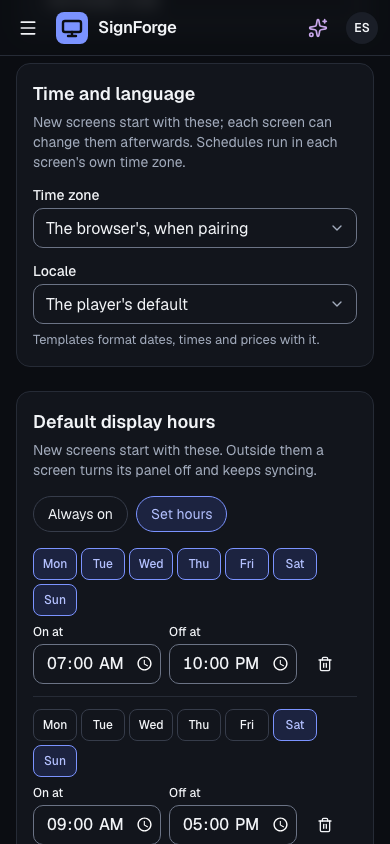 SignForge
ES
Time and language
New screens start with these; each screen can
change them afterwards. Schedules run in each
screen's own time zone.
Time zone
The browser's, when pairing
Locale
The player's default
Templates format dates, times and prices with it.
Default display hours
New screens start with these. Outside them a
screen turns its panel off and keeps syncing.
Always on
Set hours
Mon Tue Wed Thu Fri Sat
Sun
On at Off at
07:00 AM 10:00 PM
Mon Tue Wed Thu Fri Sat
Sun
On at Off at
09:00 AM 05:00 PM